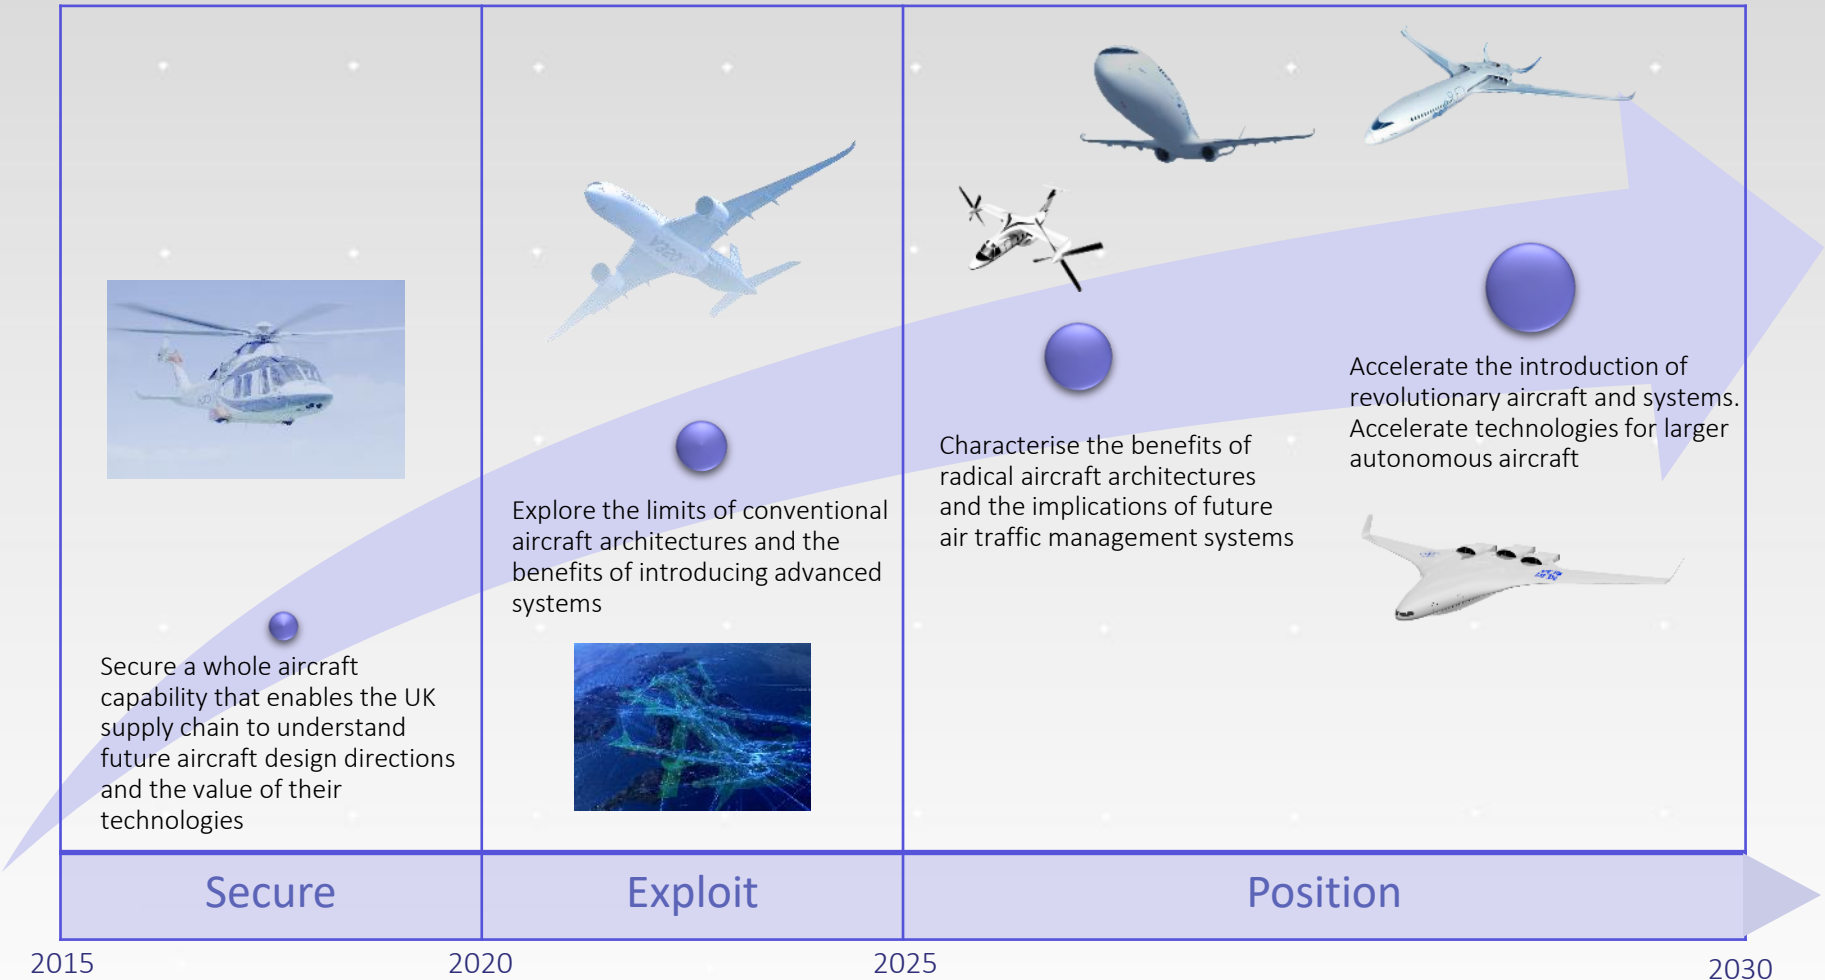 Secure a whole aircraft
capability that enables the UK
supply chain to understand
future aircraft design directions
and the value of their
technologies
Explore the limits of conventional
aircraft architectures and the
benefits of introducing advanced
systems
Characterise the benefits of
radical aircraft architectures
and the implications of future
air traffic management systems
Accelerate the introduction of
revolutionary aircraft and systems.
Accelerate technologies for larger
autonomous aircraft
Secure
Exploit
Position
2015
2020
2025
2030